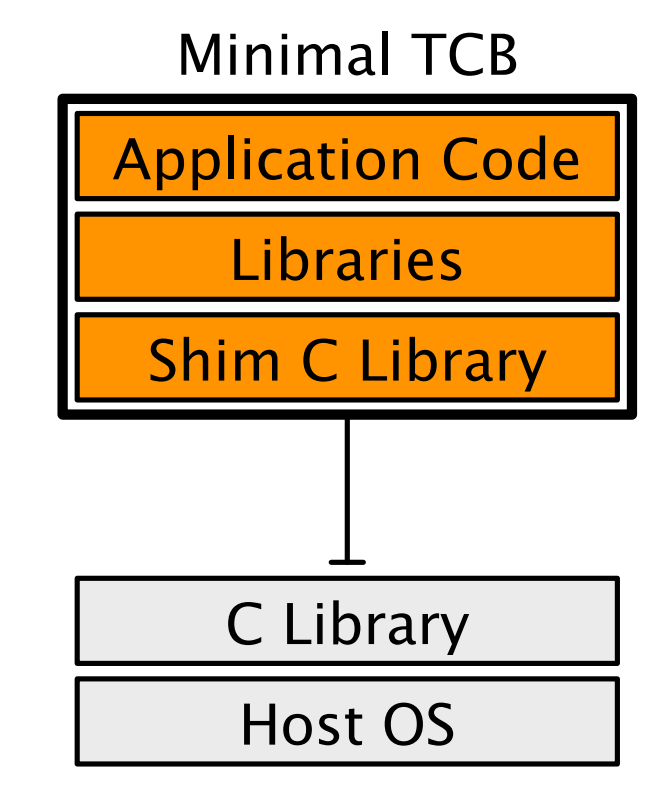 Minimal TCB
Application Code
Libraries
Shim C Library
C Library
Host OS